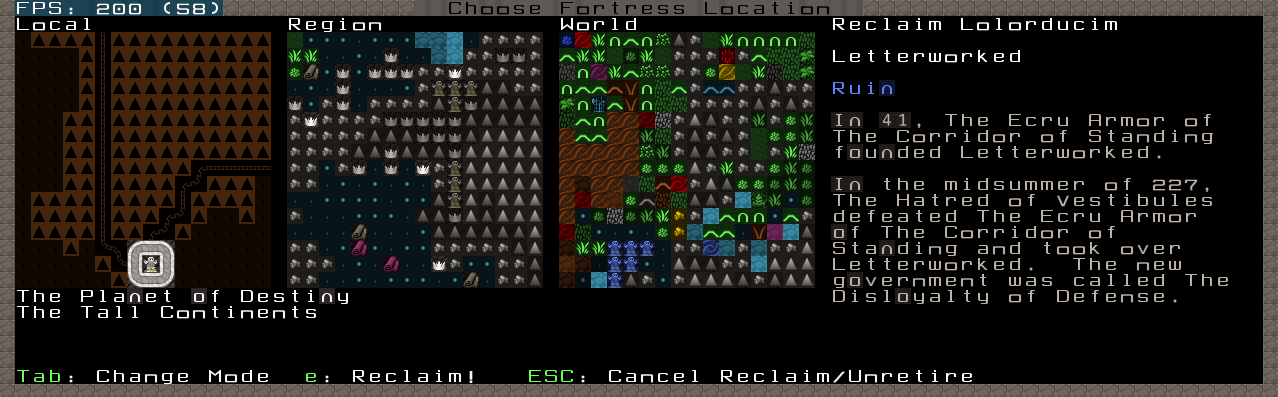 FPS: 200 (58)
Choose Fortress Location
Local
Region
World
Reclaim Lolorducim
Letterworked
Ruin
In 41, The Ecru Armor of
The Corridor of Standing
founded Letterworked.
In the midsummer of 227,
The Hatred of Vestibules
defeated The Ecru Armor
of The Corridor of
Standing and took over
Letterworked.  The new
government was called The
Disloyalty of Defense.
The Planet of Destiny
The Tall Continents
Tab: Change Mode  e: Reclaim!  ESC: Cancel Reclaim/Unretire